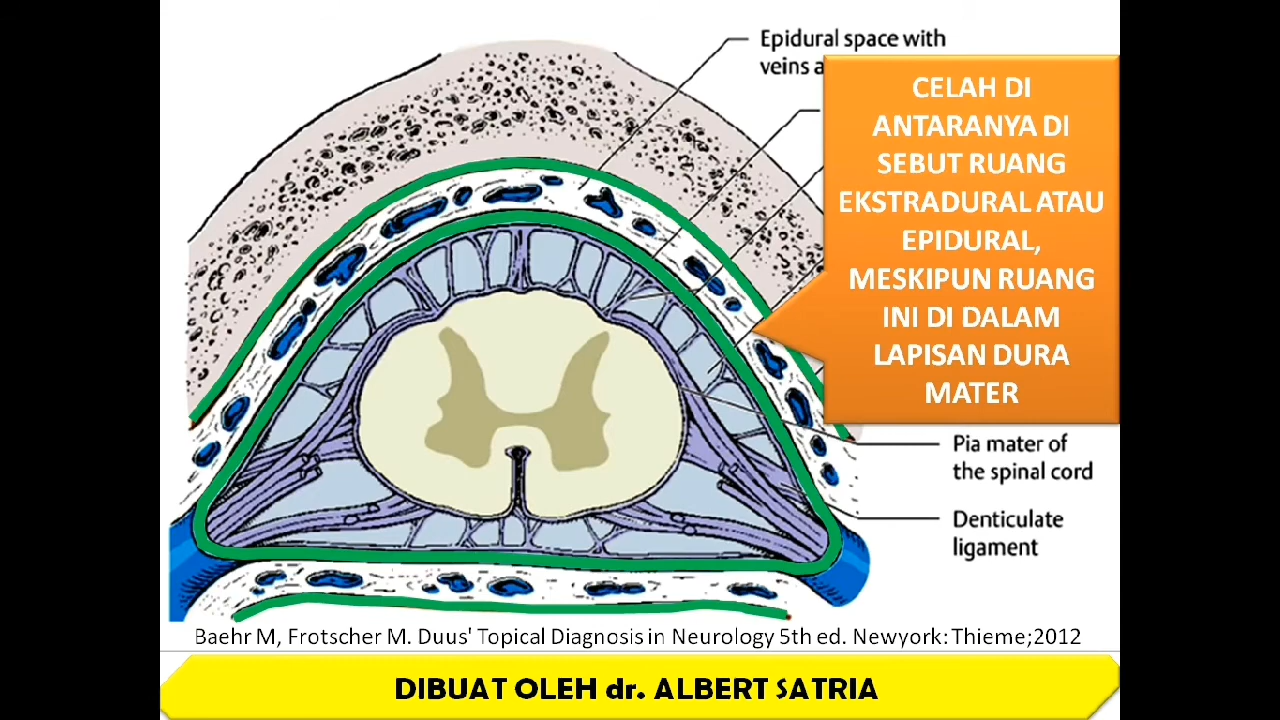 Epidural space with
veins a
CELAH DI
ANTARANYA DI
SEBUT RUANG
EKSTRADURAL ATAU
EPIDURAL,
MESKIPUN RUANG
INI DI DALAM
LAPISAN DURA
MATER
Pia mater of
the spinal cord
Denticulate
ligament
Baehr M, Frotscher M. Duus' Topical Diagnosis in Neurology 5th ed. Newyork: Thieme;2012
DIBUAT OLEH dr. ALBERT SATRIA